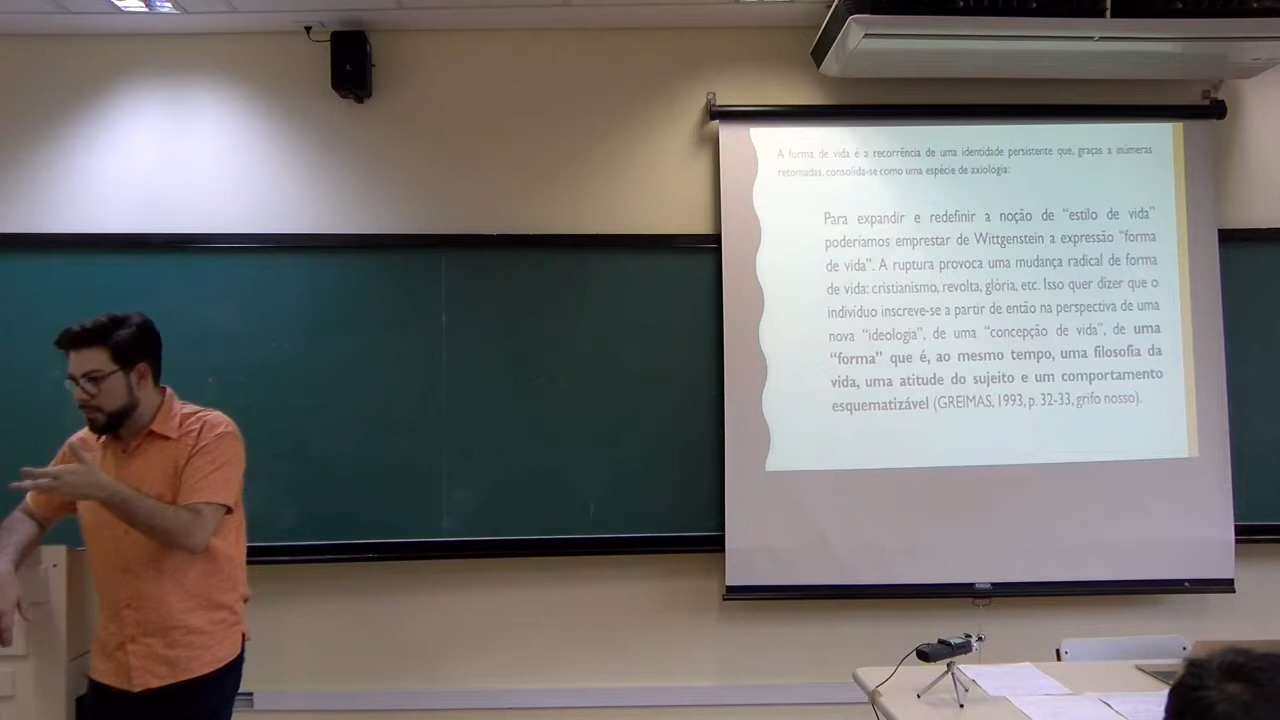 A forma de vida é a recorrência de uma identidade persistente que, graças a inúmeras
retomadas, consolida-se como uma espécie de axiologia:
Para expandir e redefinir a noção de “estilo de vida”
poderíamos emprestar de Wittgenstein a expressão “forma
de vida”. A ruptura provoca uma mudança radical de forma
de vida: cristianismo, revolta, glória, etc. Isso quer dizer que o
indivíduo inscreve-se a partir de então na perspectiva de uma
nova “ideologia”, de uma “concepção de vida”, de uma
“forma” que é, ao mesmo tempo, uma filosofia da
vida, uma atitude do sujeito e um comportamento
esquematizável (GREIMAS, 1993, p. 32-33, grifo nosso).